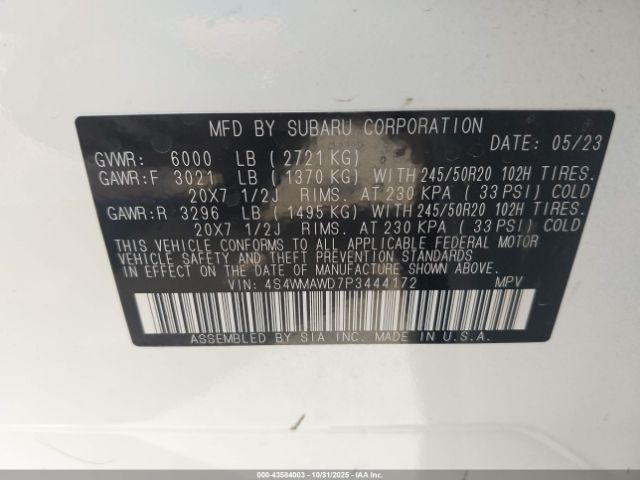 MFD BY SUBARU CORPORATION
DATE: 05/23
GVWR: 6000 LB ( 2721 KG)
GAWR:F 3021 LB ( 1370 KG) WITH 245/50R20 102H TIRES.
20X7 1/2J RIMS. AT 230 KPA ( 33 PSI) COLD
GAWR:R 3296 LB ( 1495 KG) WITH 245/50R20 102H TIRES.
20X7 1/2J RIMS. AT 230 KPA ( 33 PSI) COLD
THIS VEHICLE CONFORMS TO ALL APPLICABLE FEDERAL MOTOR
VEHICLE SAFETY AND THEFT PREVENTION STANDARDS
IN EFFECT ON THE DATE OF MANUFACTURE SHOWN ABOVE.
VIN: 4S4WMAWD7P3444172 MPV
ASSEMBLED BY SIA INC. MADE IN U.S.A.
000-43584003 - 10/31/2025 - IAAI.COM